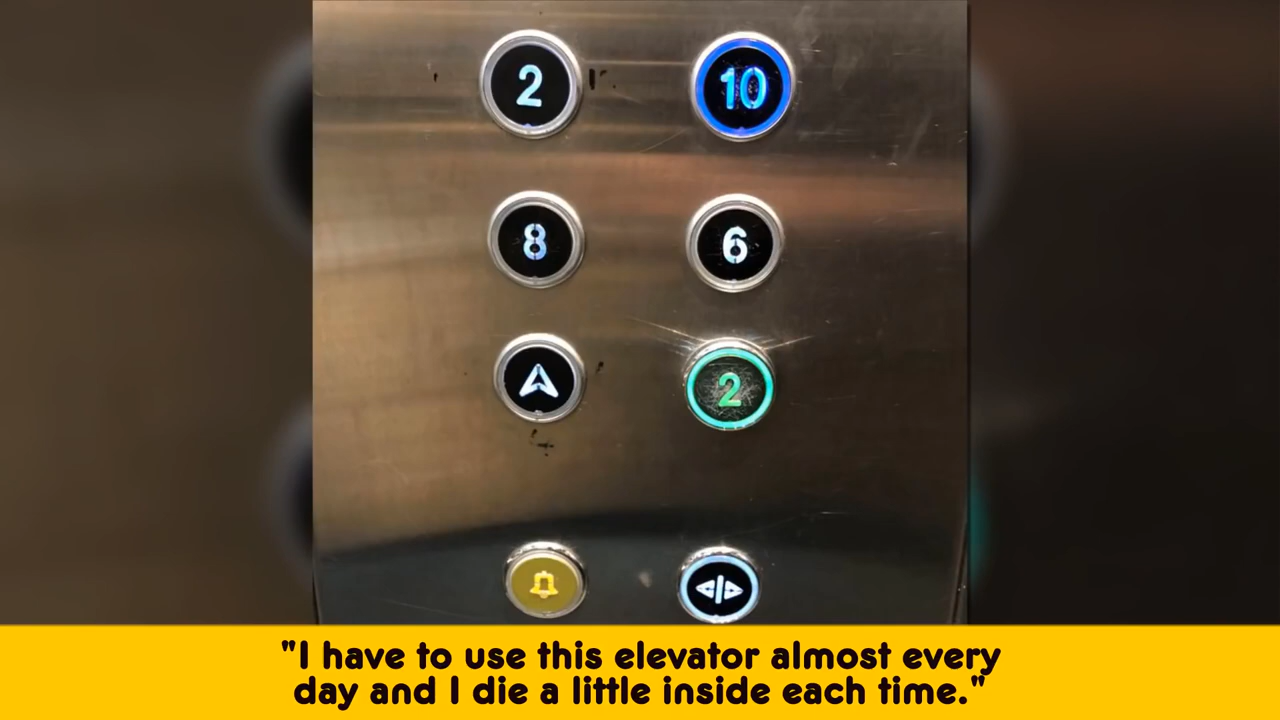 2 10
8 6
A 2
"I have to use this elevator almost every
day and I die a little inside each time."